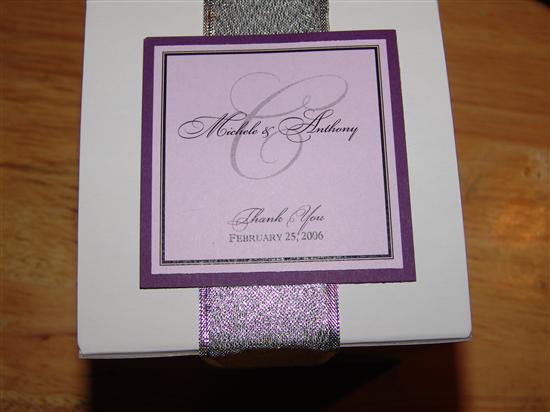 C
Michele & Anthony
Thank You
FEBRUARY 25, 2006